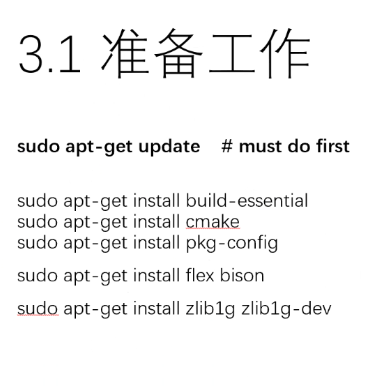 3.1 准备工作
sudo apt-get update # must do first
sudo apt-get install build-essential
sudo apt-get install cmake
sudo apt-get install pkg-config
sudo apt-get install flex bison
sudo apt-get install zlib1g zlib1g-dev